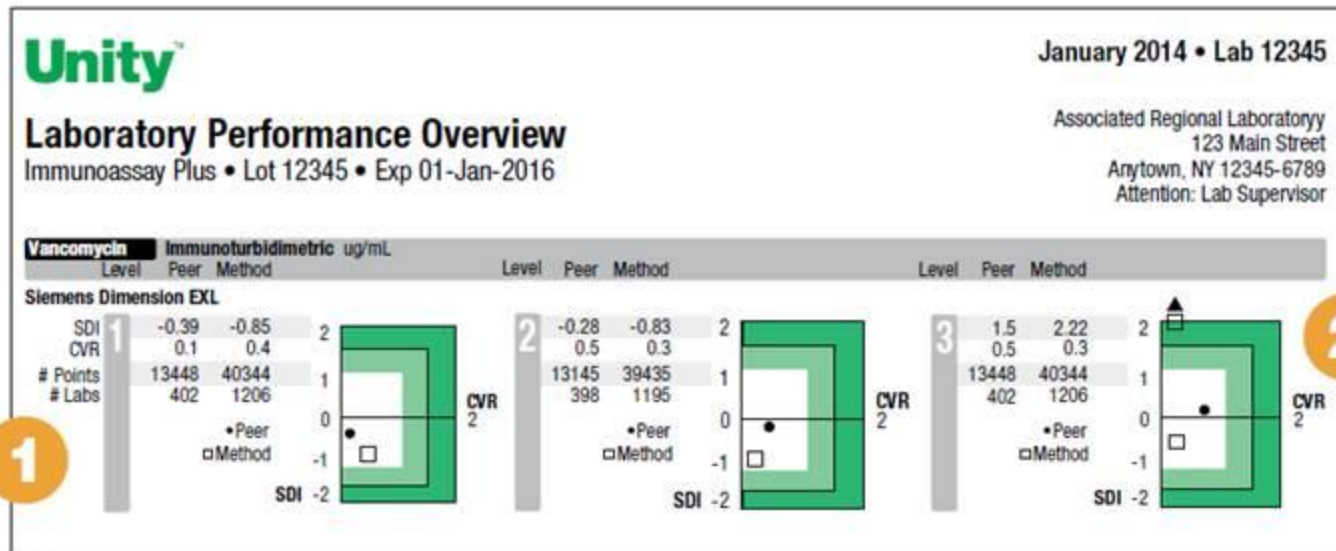 Unity™
January 2014 • Lab 12345
Laboratory Performance Overview
Immunoassay Plus • Lot 12345 • Exp 01-Jan-2016
Associated Regional Laboratoryy
123 Main Street
Anytown, NY 12345-6789
Attention: Lab Supervisor
Vancomycin Immunoturbidimetric ug/mL
Level Peer Method Level Peer Method Level Peer Method
Siemens Dimension EXL
1
SDI -0.39 -0.85
CVR 0.1 0.4
# Points 13448 40344
# Labs 402 1206
•Peer
□Method
2
1
0
-1
SDI -2
CVR
2
2
-0.28 -0.83
0.5 0.3
13145 39435
398 1195
•Peer
□Method
2
1
0
-1
SDI -2
CVR
2
3
1.5 2.22
0.5 0.3
13448 40344
402 1206
•Peer
□Method
2
1
0
-1
SDI -2
CVR
2
1
2